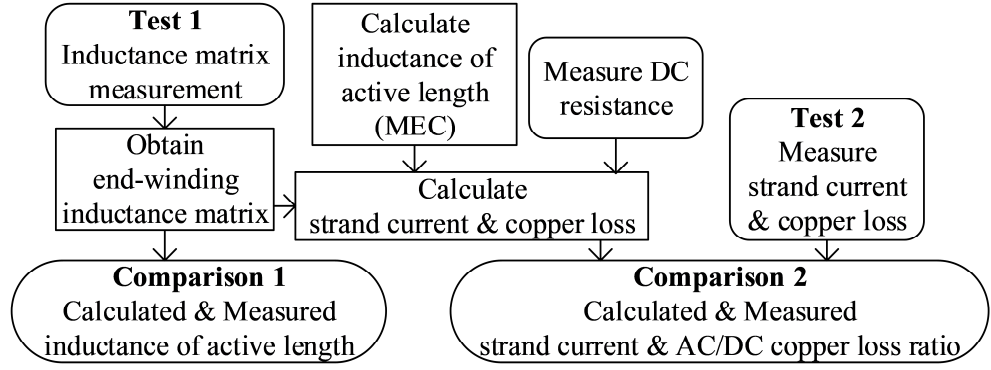 Test 1
Inductance matrix
measurement
Calculate
inductance of
active length
(MEC)
Measure DC
resistance
Test 2
Measure
strand current
& copper loss
Obtain
end-winding
inductance matrix
Calculate
strand current & copper loss
Comparison 1
Calculated & Measured
inductance of active length
Comparison 2
Calculated & Measured
strand current & AC/DC copper loss ratio